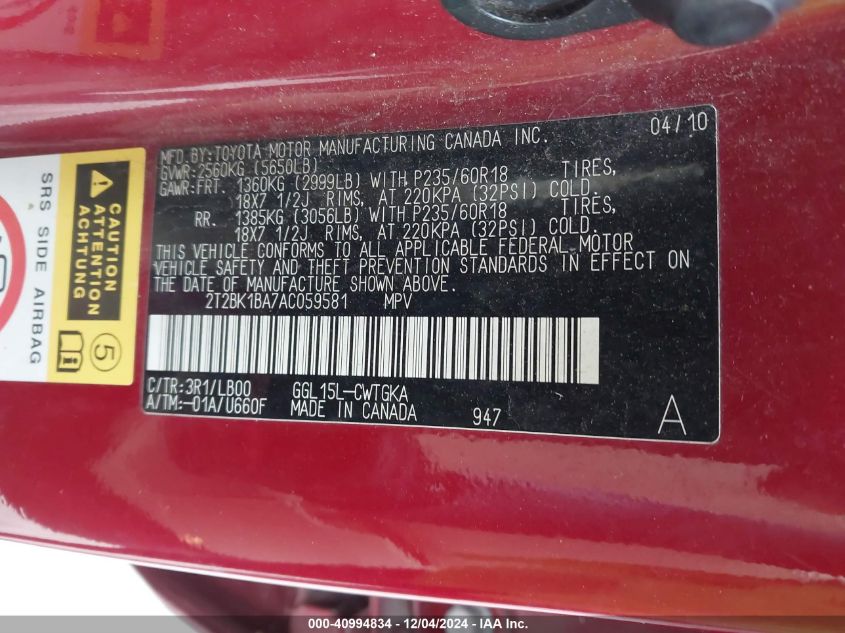 MFD. BY: TOYOTA MOTOR MANUFACTURING CANADA INC. 04/10
GVWR: 2560KG (5650LB)
GAWR: FRT. 1360KG (2999LB) WITH P235/60R18 TIRES,
18X7 1/2J RIMS, AT 220KPA (32PSI) COLD.
RR. 1385KG (3056LB) WITH P235/60R18 TIRES,
18X7 1/2J RIMS, AT 220KPA (32PSI) COLD.
THIS VEHICLE CONFORMS TO ALL APPLICABLE FEDERAL MOTOR
VEHICLE SAFETY AND THEFT PREVENTION STANDARDS IN EFFECT ON
THE DATE OF MANUFACTURE SHOWN ABOVE.
2T2BK1BA7AC059581 MPV
C/TR: 3R1/LB00 GGL15L-CWTGKA
A/TM: -01A/U660F MADE IN CANADA 947 A
SRS SIDE AIRBAG
CAUTION
5
000-40994834 - 12/04/2024 - IAAI.COM